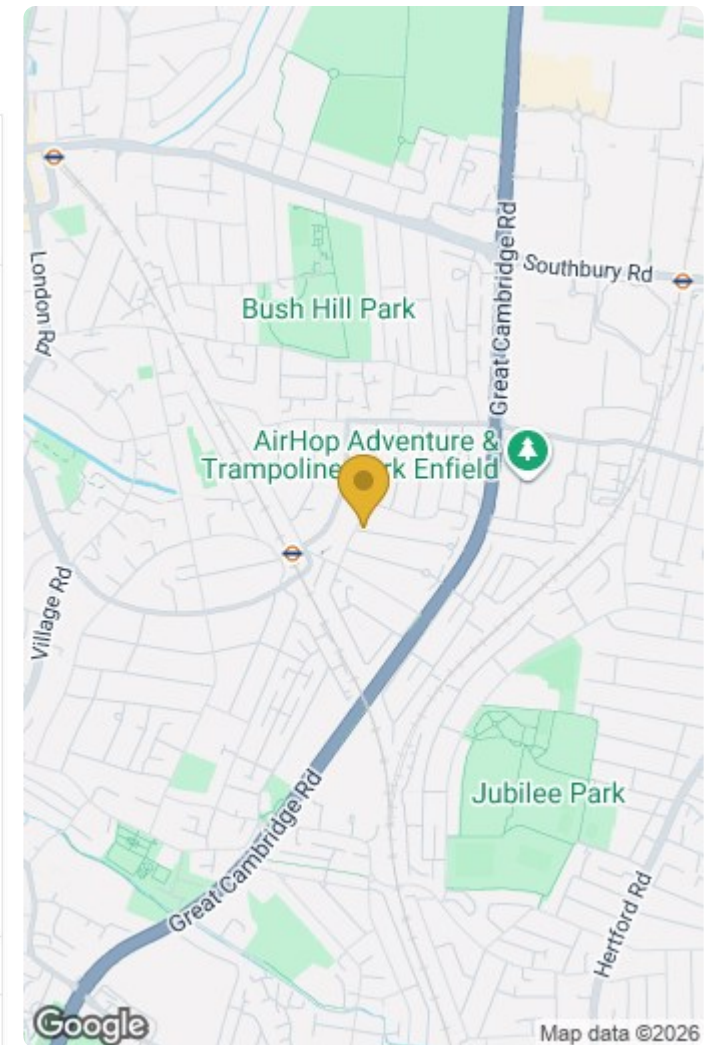 Southbury Rd
London Rd
Great Cambridge Rd
Bush Hill Park
AirHop Adventure &
Trampoline Park Enfield
Village Rd
Jubilee Park
Great Cambridge Rd
Hertford Rd
Google
Map data ©2026